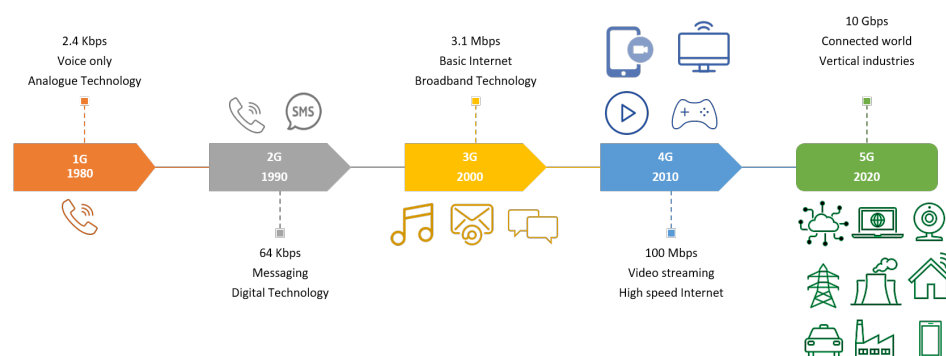 2.4 Kbps
Voice only
Analogue Technology
1G
1980
SMS
2G
1990
64 Kbps
Messaging
Digital Technology
3.1 Mbps
Basic Internet
Broadband Technology
3G
2000
4G
2010
100 Mbps
Video streaming
High speed Internet
10 Gbps
Connected world
Vertical industries
5G
2020